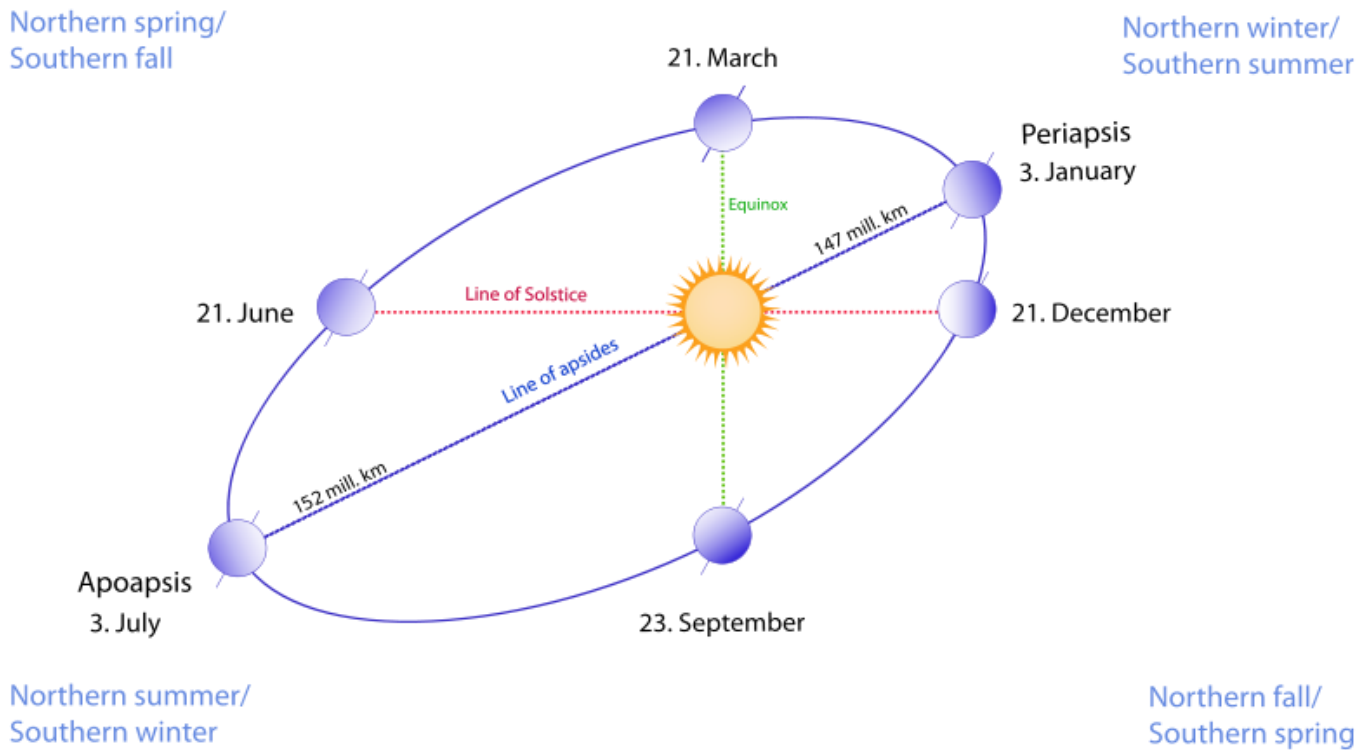 Northern spring/
Southern fall
21. March
Northern winter/
Southern summer
Periapsis
3. January
Equinox
147 mill. km
21. June
Line of Solstice
21. December
Line of apsides
152 mill. km
Apoapsis
3. July
23. September
Northern summer/
Southern winter
Northern fall/
Southern spring